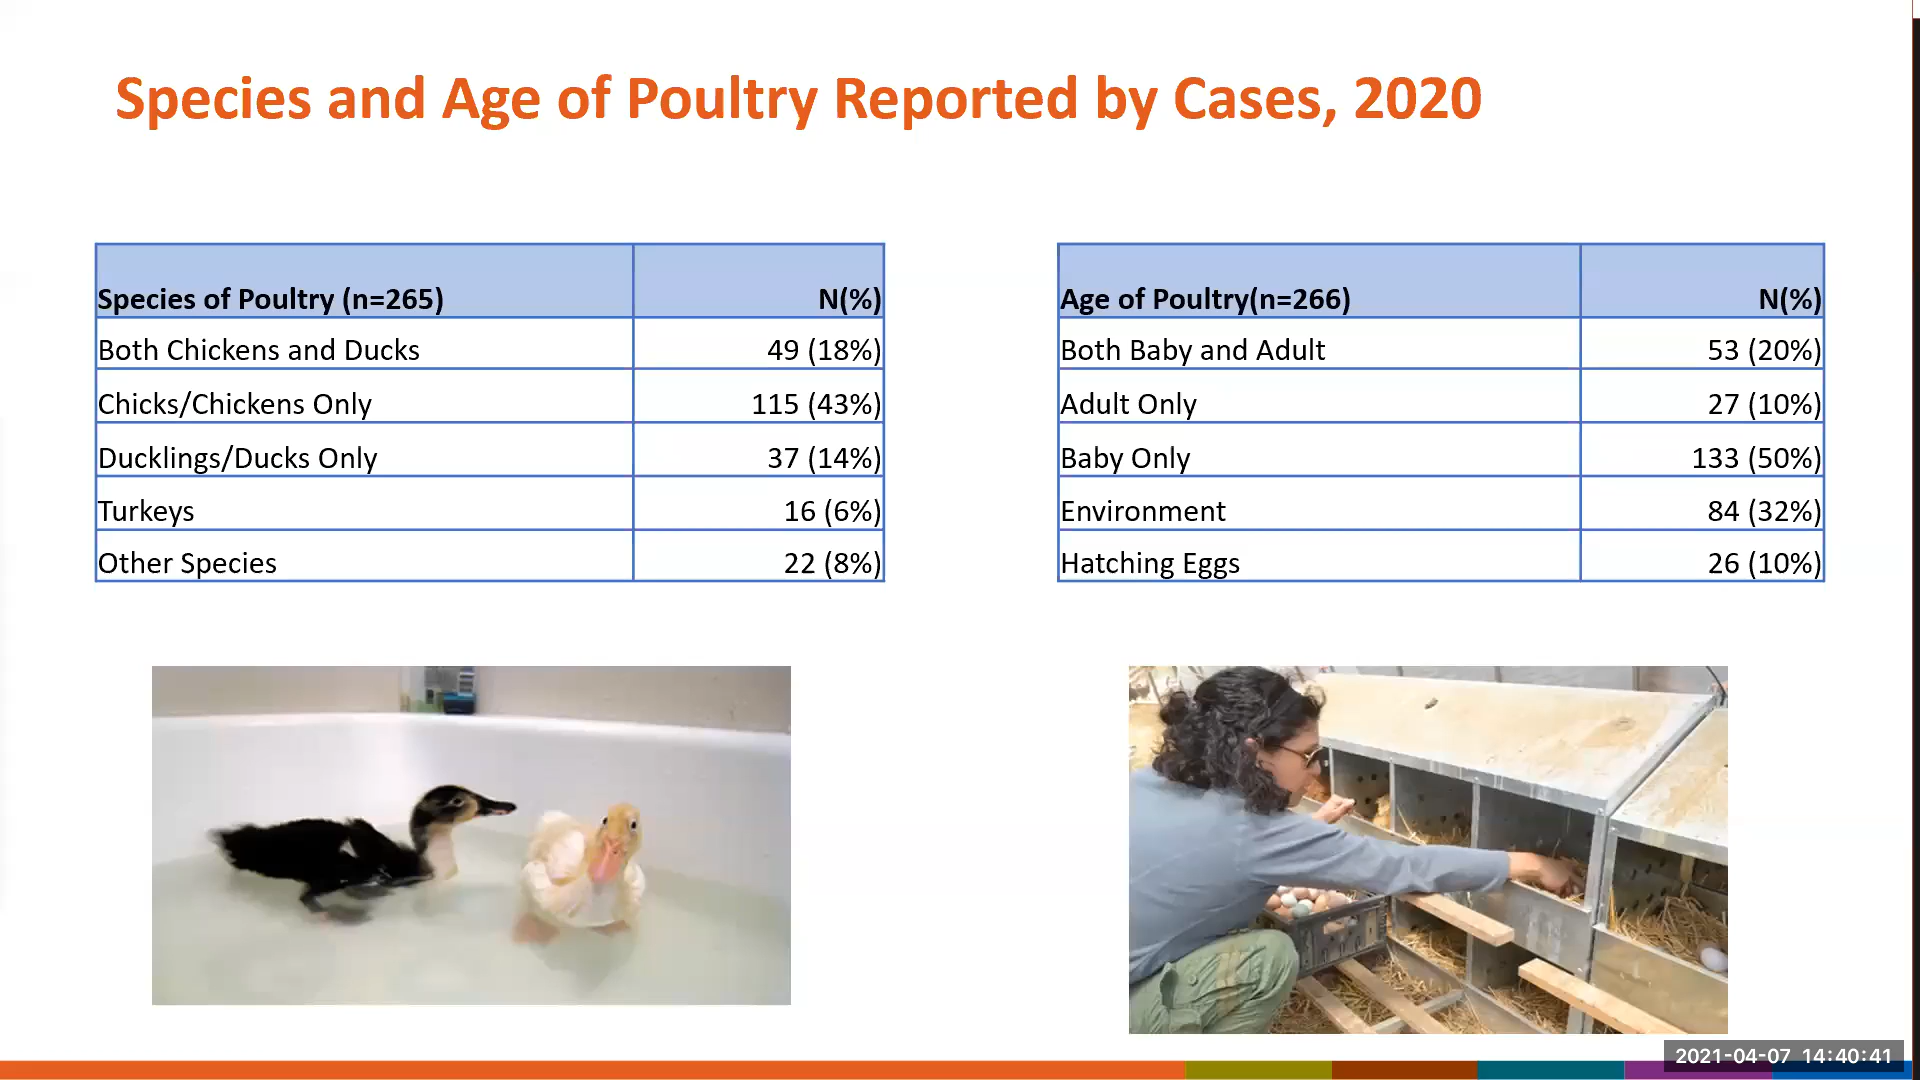 Species and Age of Poultry Reported by Cases, 2020
Species of Poultry (n=265) N(%)
Both Chickens and Ducks 49 (18%)
Chicks/Chickens Only 115 (43%)
Ducklings/Ducks Only 37 (14%)
Turkeys 16 (6%)
Other Species 22 (8%)
Age of Poultry(n=266) N(%)
Both Baby and Adult 53 (20%)
Adult Only 27 (10%)
Baby Only 133 (50%)
Environment 84 (32%)
Hatching Eggs 26 (10%)
2021-04-07 14:40:41